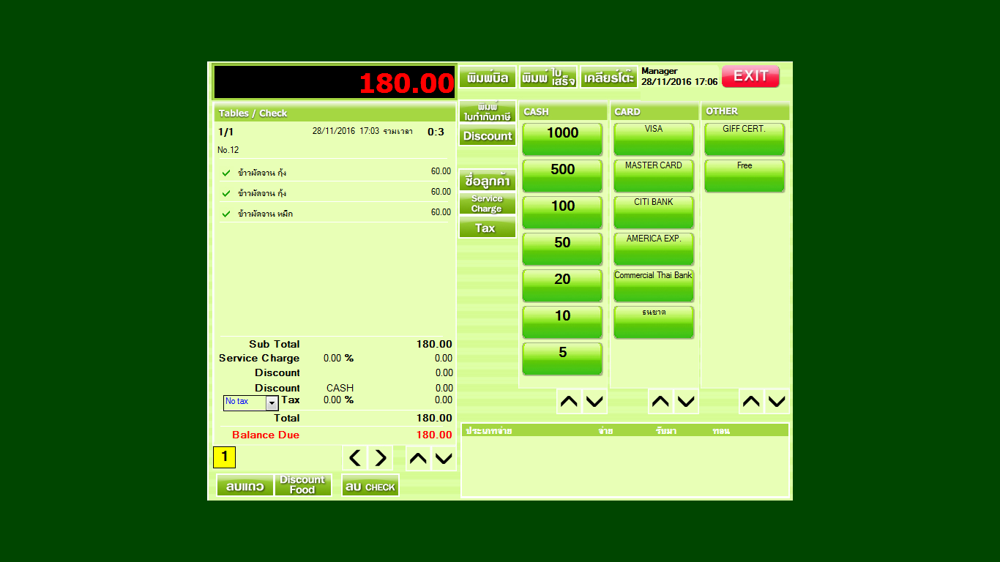 180.00
พิมพ์บิล
พิมพ์ ใบเสร็จ
เคลียร์โต๊ะ
Manager
28/11/2016 17:06
EXIT
Tables / Check
พิมพ์
ใบกำกับภาษี
CASH
CARD
OTHER
1/1
28/11/2016 17:03 รวมเวลา 0:3
No.12
ข้าวผัดจาน กุ้ง 60.00
ข้าวผัดจาน กุ้ง 60.00
ข้าวผัดจาน หมึก 60.00
Discount
ชื่อลูกค้า
Service
Charge
Tax
1000
500
100
50
20
10
5
VISA
MASTER CARD
CITI BANK
AMERICA EXP.
Commercial Thai Bank
ธนชาต
GIFF CERT.
Free
Sub Total 180.00
Service Charge 0.00 % 0.00
Discount 0.00
Discount CASH 0.00
No tax Tax 0.00 % 0.00
Total 180.00
Balance Due 180.00
1
ลบแถว
Discount
Food
ลบ CHECK
ประเภทจ่าย จ่าย รับมา ทอน